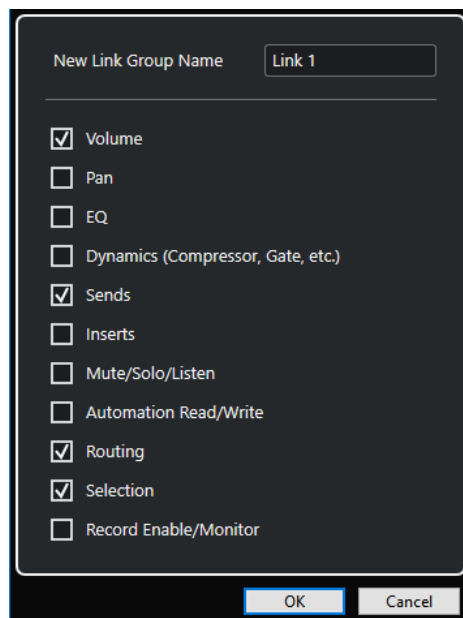 New Link Group Name Link 1
Volume
Pan
EQ
Dynamics (Compressor, Gate, etc.)
Sends
Inserts
Mute/Solo/Listen
Automation Read/Write
Routing
Selection
Record Enable/Monitor
OK Cancel